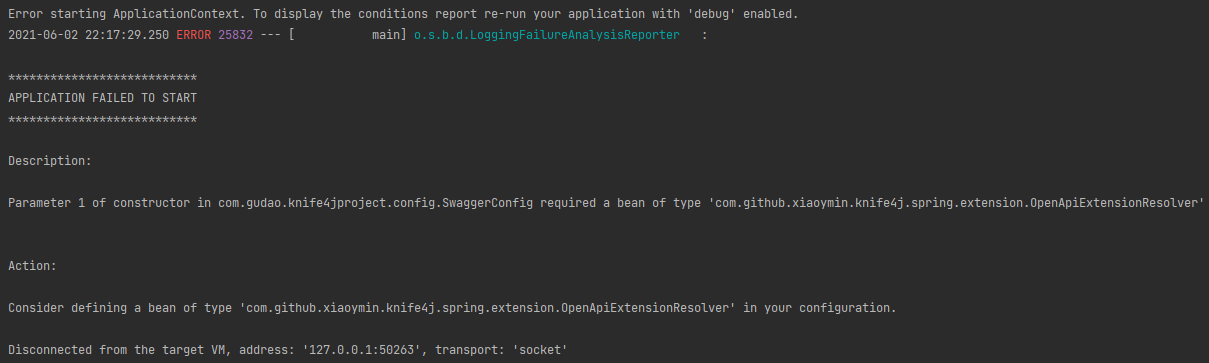 Error starting ApplicationContext. To display the conditions report re-run your application with 'debug' enabled.
2021-06-02 22:17:29.250 ERROR 25832 --- [           main] o.s.b.d.LoggingFailureAnalysisReporter   :
***************************
APPLICATION FAILED TO START
***************************
Description:
Parameter 1 of constructor in com.gudao.knife4jproject.config.SwaggerConfig required a bean of type 'com.github.xiaoymin.knife4j.spring.extension.OpenApiExtensionResolver'
Action:
Consider defining a bean of type 'com.github.xiaoymin.knife4j.spring.extension.OpenApiExtensionResolver' in your configuration.
Disconnected from the target VM, address: '127.0.0.1:50263', transport: 'socket'